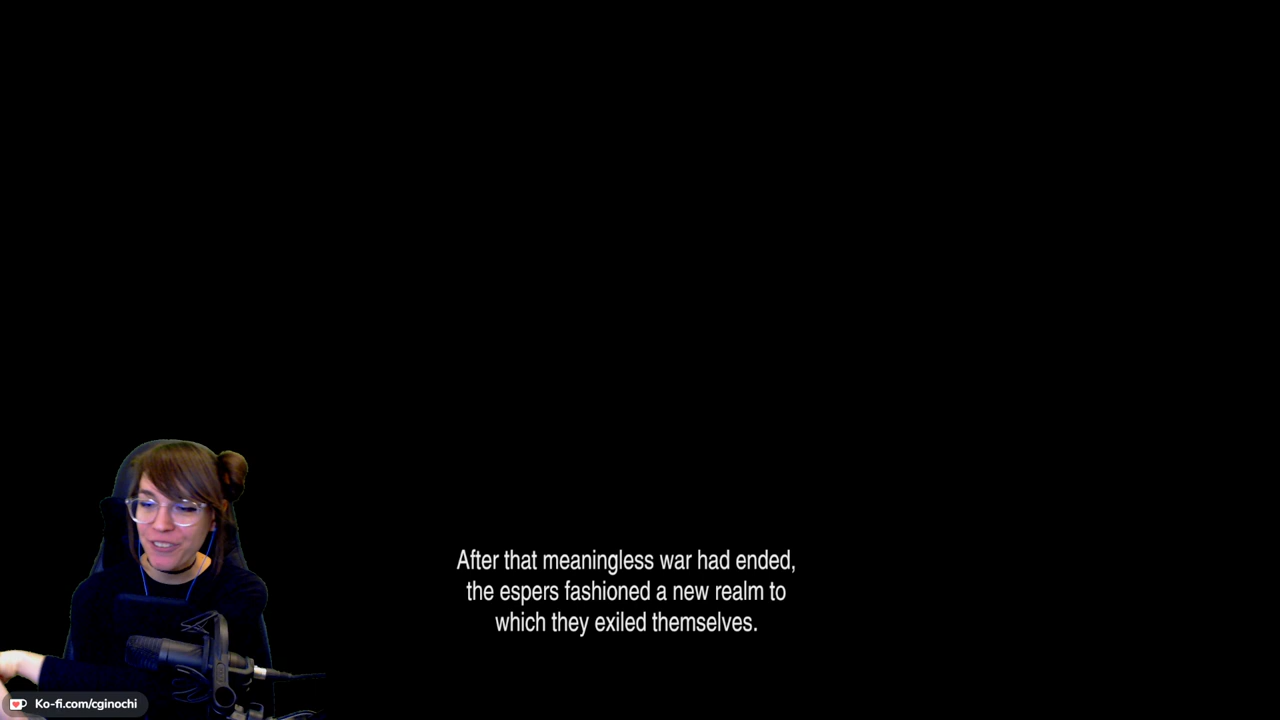 After that meaningless war had ended,
the espers fashioned a new realm to
which they exiled themselves.
Ko-fi.com/cginochi